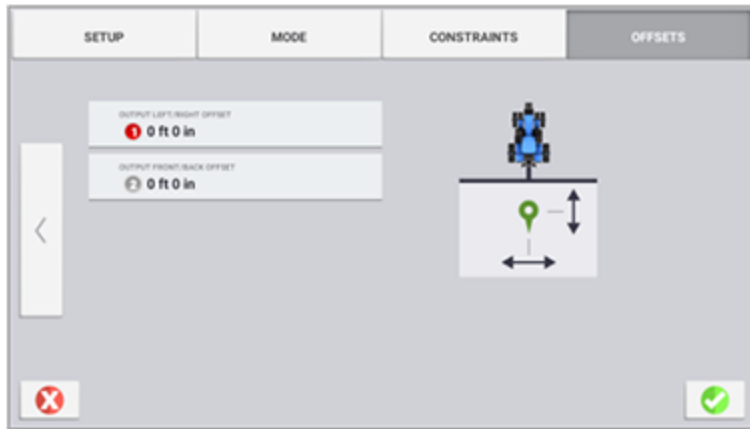 SETUP
MODE
CONSTRAINTS
OFFSETS
OUTPUT LEFT/RIGHT OFFSET
1 0 ft 0 in
OUTPUT FRONT/BACK OFFSET
2 0 ft 0 in